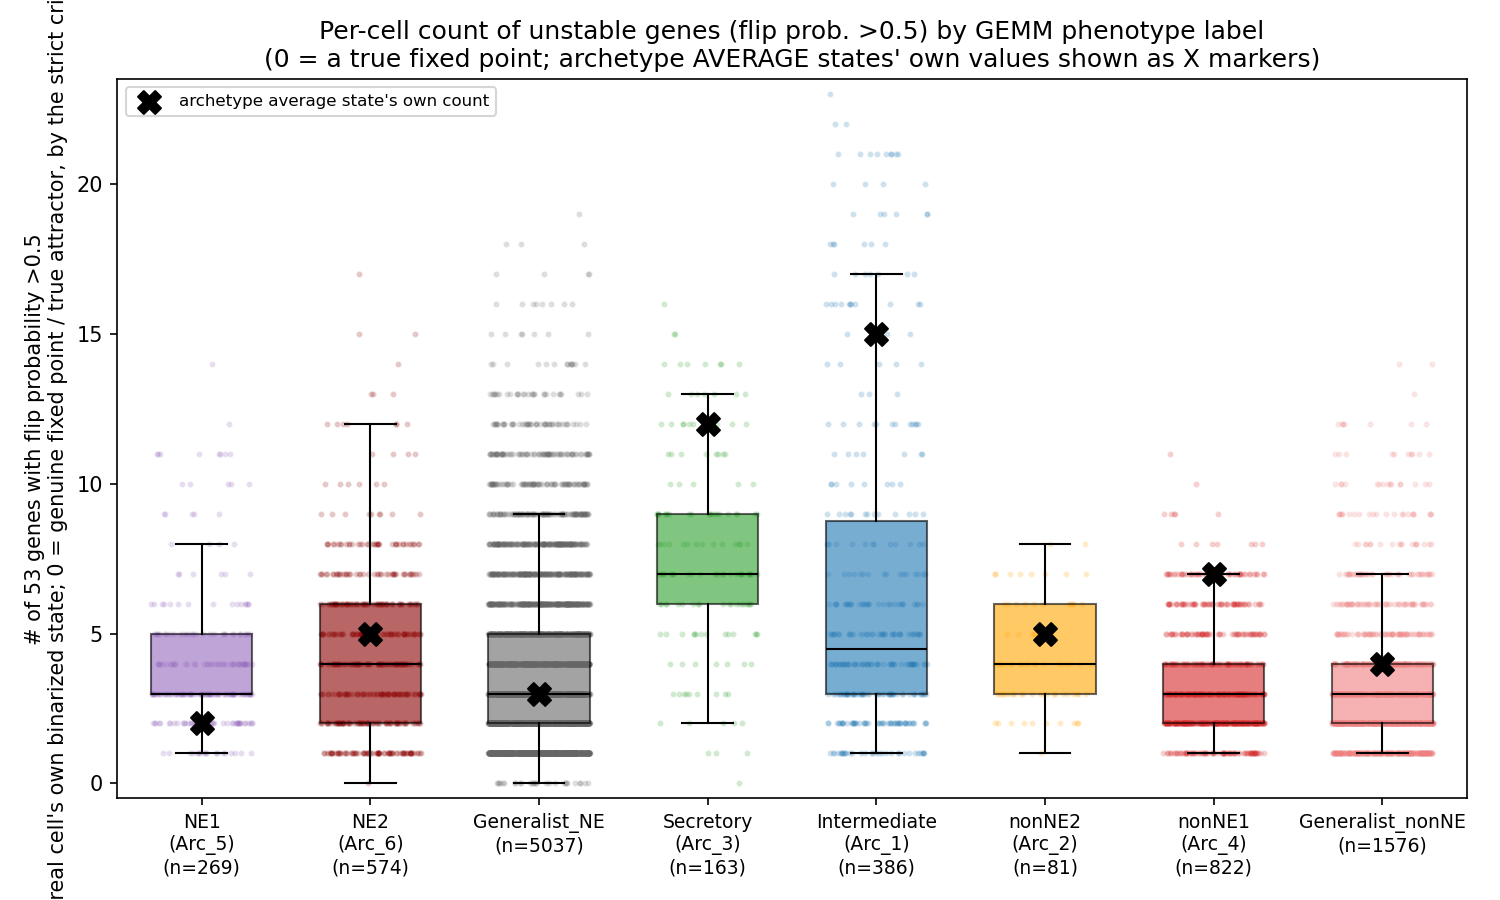 Per-cell count of unstable genes (flip prob. >0.5) by GEMM phenotype label
(0 = a true fixed point; archetype AVERAGE states' own values shown as X markers)
archetype average state's own count
# of 53 genes with flip probability >0.5
real cell's own binarized state; 0 = genuine fixed point / true attractor, by the strict cri
20
15
10
5
0
NE1
(Arc_5)
(n=269)
NE2
(Arc_6)
(n=574)
Generalist_NE
(n=5037)
Secretory
(Arc_3)
(n=163)
Intermediate
(Arc_1)
(n=386)
nonNE2
(Arc_2)
(n=81)
nonNE1
(Arc_4)
(n=822)
Generalist_nonNE
(n=1576)